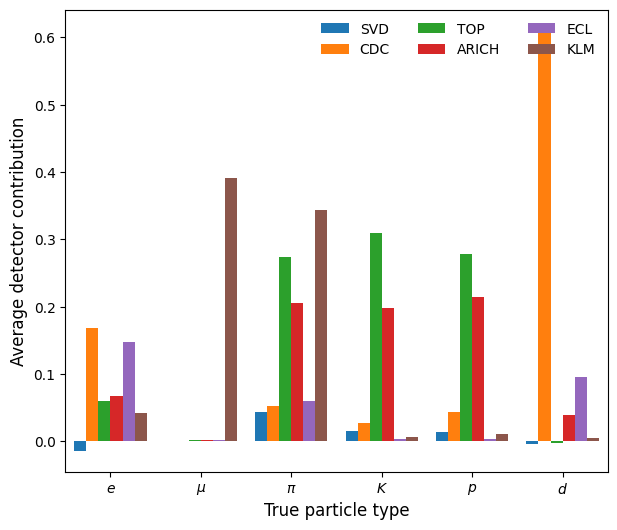 SVD TOP ECL
CDC ARICH KLM
0.6
0.5
0.4
0.3
0.2
0.1
0.0
Average detector contribution
e μ π K p d
True particle type